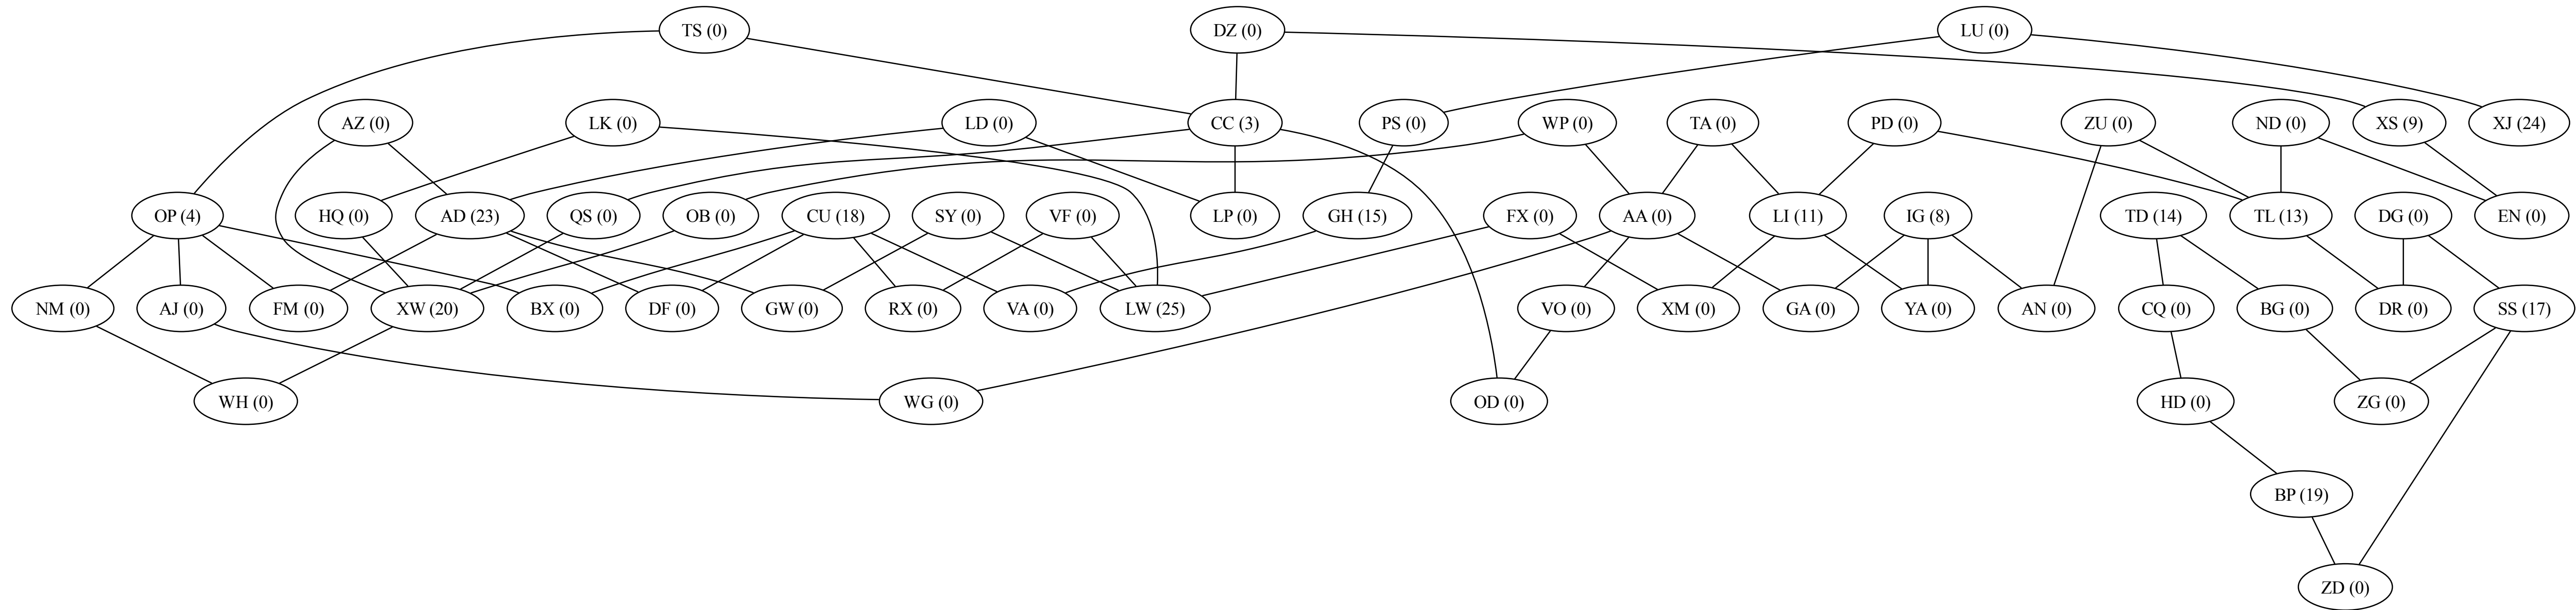 TS (0)
DZ (0)
LU (0)
AZ (0)
LK (0)
LD (0)
CC (3)
PS (0)
WP (0)
TA (0)
PD (0)
ZU (0)
ND (0)
XS (9)
XJ (24)
OP (4)
HQ (0)
AD (23)
QS (0)
OB (0)
CU (18)
SY (0)
VF (0)
LP (0)
GH (15)
FX (0)
AA (0)
LI (11)
IG (8)
TD (14)
TL (13)
DG (0)
EN (0)
NM (0)
AJ (0)
FM (0)
XW (20)
BX (0)
DF (0)
GW (0)
RX (0)
VA (0)
LW (25)
VO (0)
XM (0)
GA (0)
YA (0)
AN (0)
CQ (0)
BG (0)
DR (0)
SS (17)
WH (0)
WG (0)
OD (0)
HD (0)
ZG (0)
BP (19)
ZD (0)